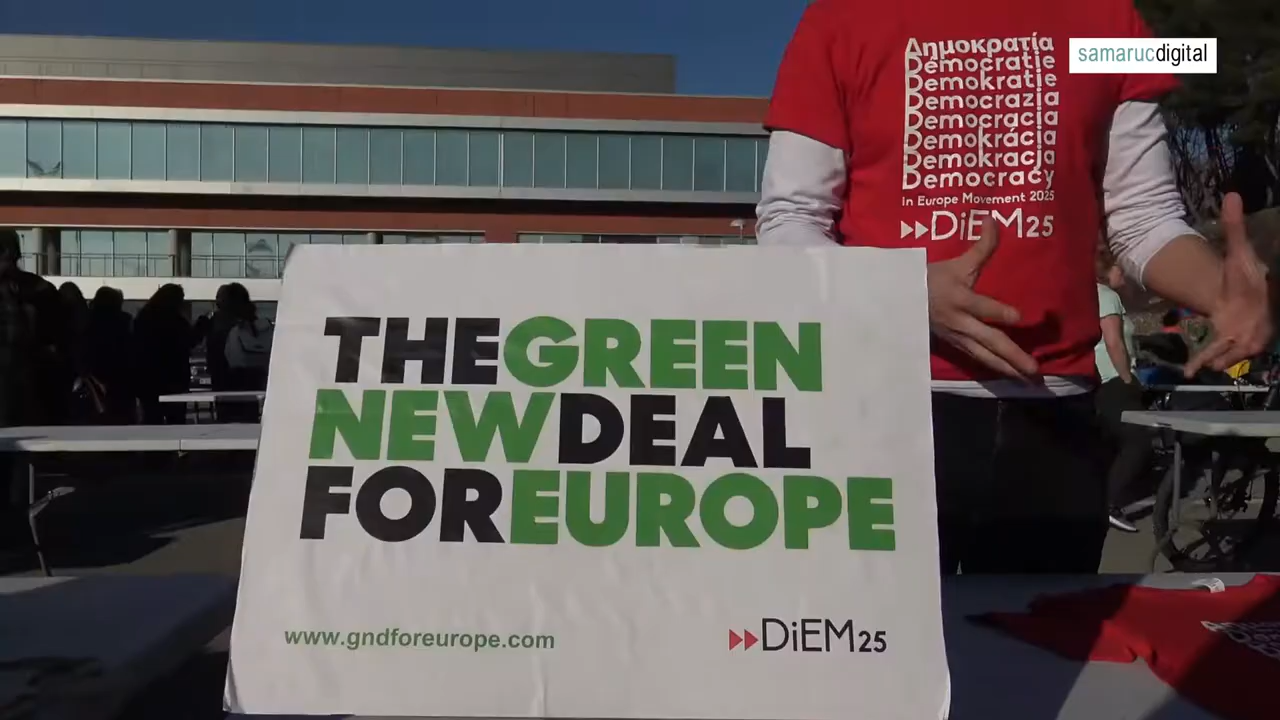 samarucdigital
Δημοκρατία
Démocratie
Demokratie
Democrazia
Democracia
Demokrácia
Demokracja
Democracy
In Europe Movement 2025
DiEM25
THEGREEN
NEWDEAL
FOREUROPE
www.gndforeurope.com
DiEM25